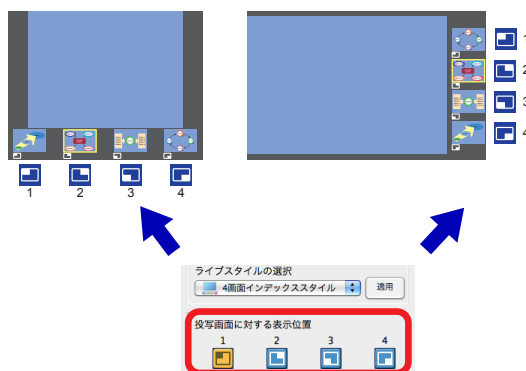 1
2
3
4
1 2 3 4
ライブスタイルの選択
4画面インデックススタイル
適用
投写画面に対する表示位置
1 2 3 4